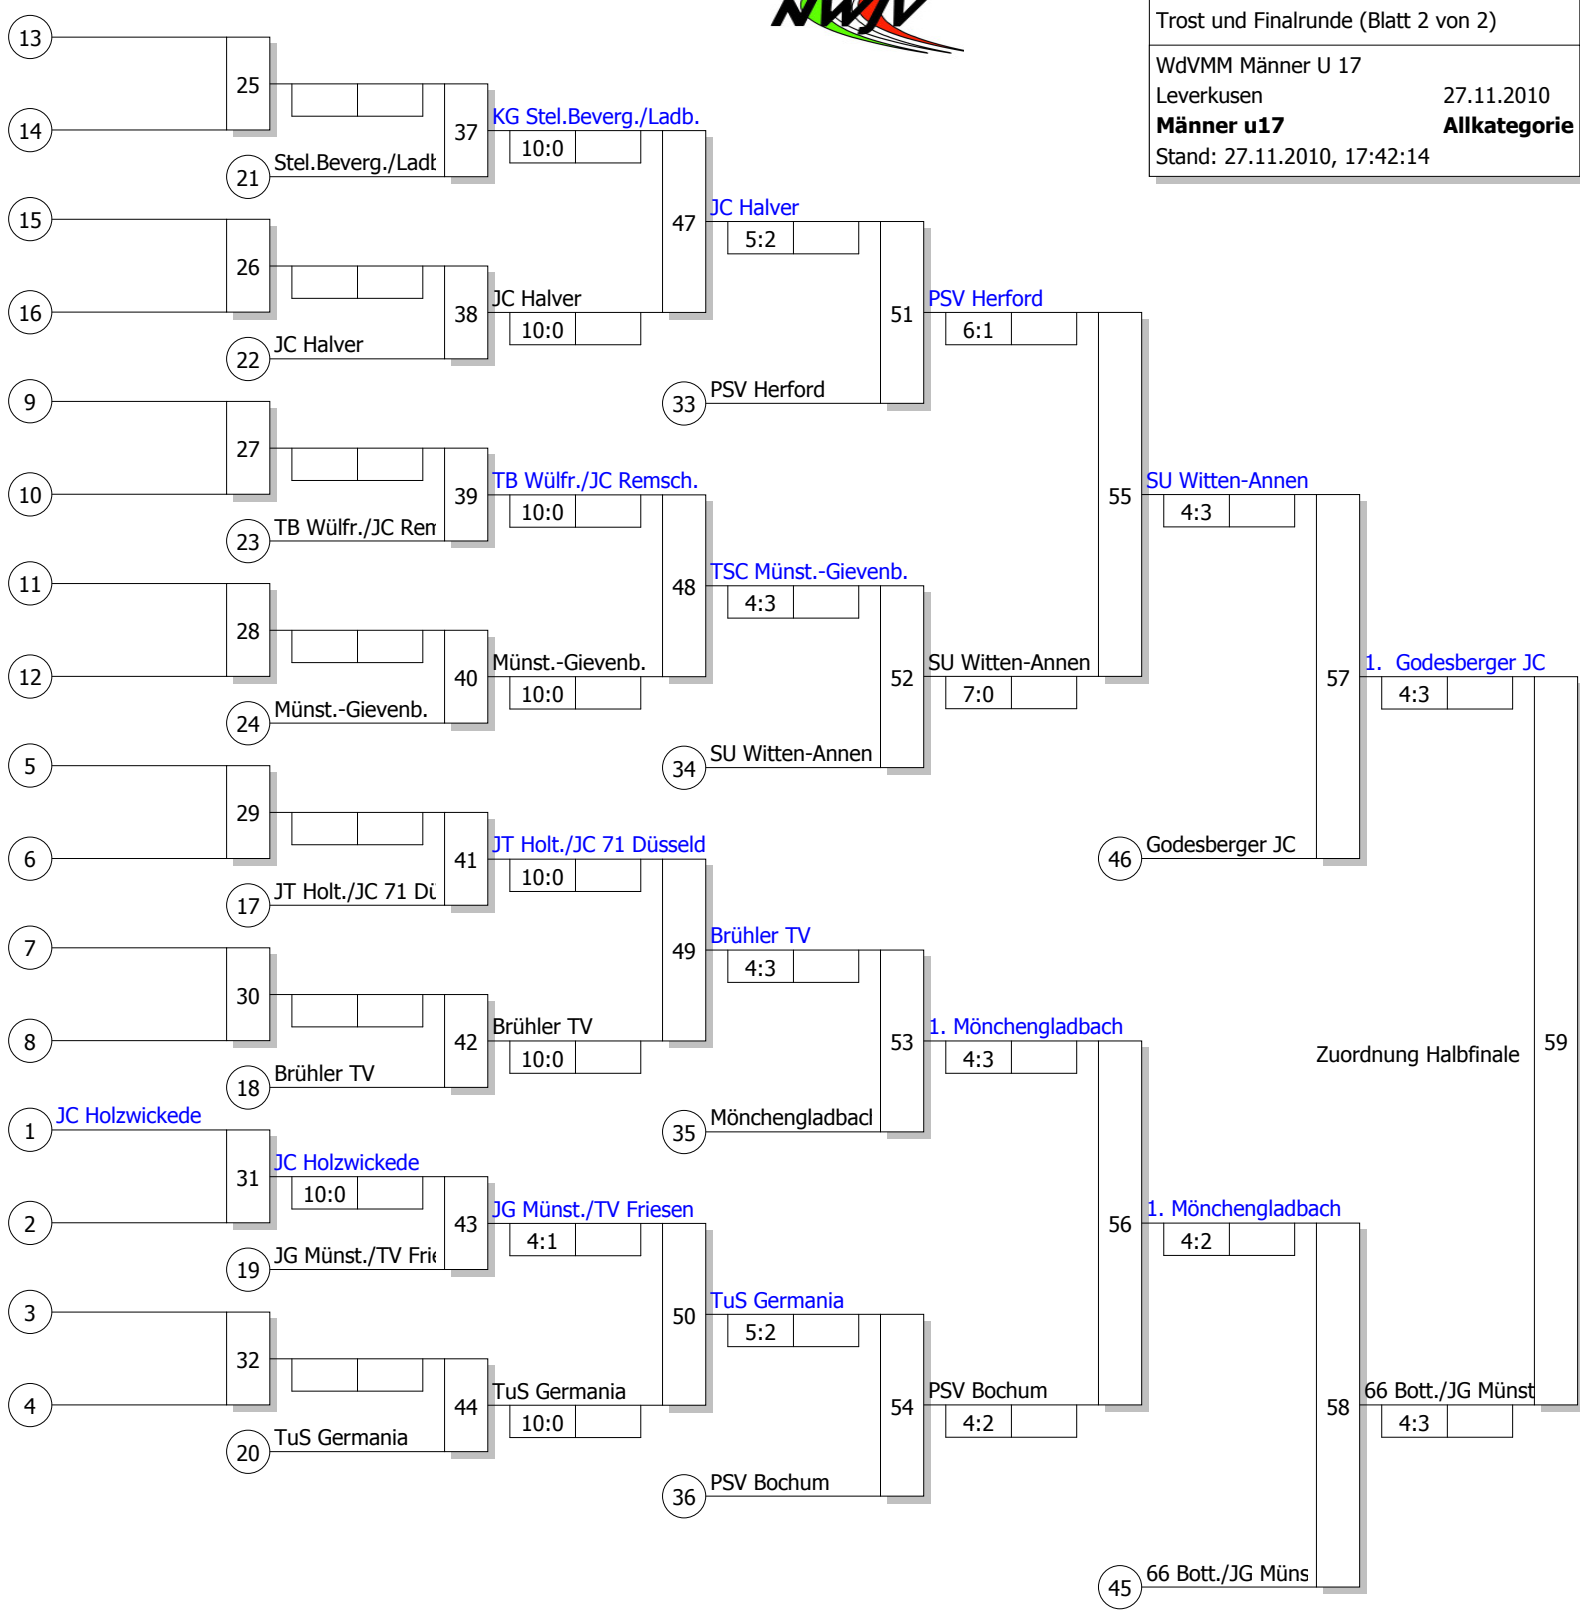 NWJV
Trost und Finalrunde (Blatt 2 von 2)
WdVMM Männer U 17
Leverkusen 27.11.2010
Männer u17 Allkategorie
Stand: 27.11.2010, 17:42:14
13
25
14
37
KG Stel.Beverg./Ladb.
10:0
21
Stel.Beverg./Ladb
15
47
JC Halver
5:2
26
16
38
JC Halver
10:0
22
JC Halver
51
PSV Herford
6:1
9
33
PSV Herford
27
10
39
TB Wülfr./JC Remsch.
10:0
55
SU Witten-Annen
4:3
23
TB Wülfr./JC Rem
11
48
TSC Münst.-Gievenb.
4:3
28
12
40
Münst.-Gievenb.
10:0
52
SU Witten-Annen
7:0
57
1. Godesberger JC
4:3
24
Münst.-Gievenb.
5
34
SU Witten-Annen
29
6
41
JT Holt./JC 71 Düsseld
10:0
46
Godesberger JC
17
JT Holt./JC 71 Dü
7
49
Brühler TV
4:3
30
8
42
Brühler TV
10:0
53
1. Mönchengladbach
4:3
Zuordnung Halbfinale
59
18
Brühler TV
1
JC Holzwickede
35
Mönchengladbach
31
JC Holzwickede
10:0
2
43
JG Münst./TV Friesen
4:1
56
1. Mönchengladbach
4:2
19
JG Münst./TV Frie
3
50
TuS Germania
5:2
32
4
44
TuS Germania
10:0
54
PSV Bochum
4:2
58
66 Bott./JG Münst
4:3
20
TuS Germania
36
PSV Bochum
45
66 Bott./JG Müns